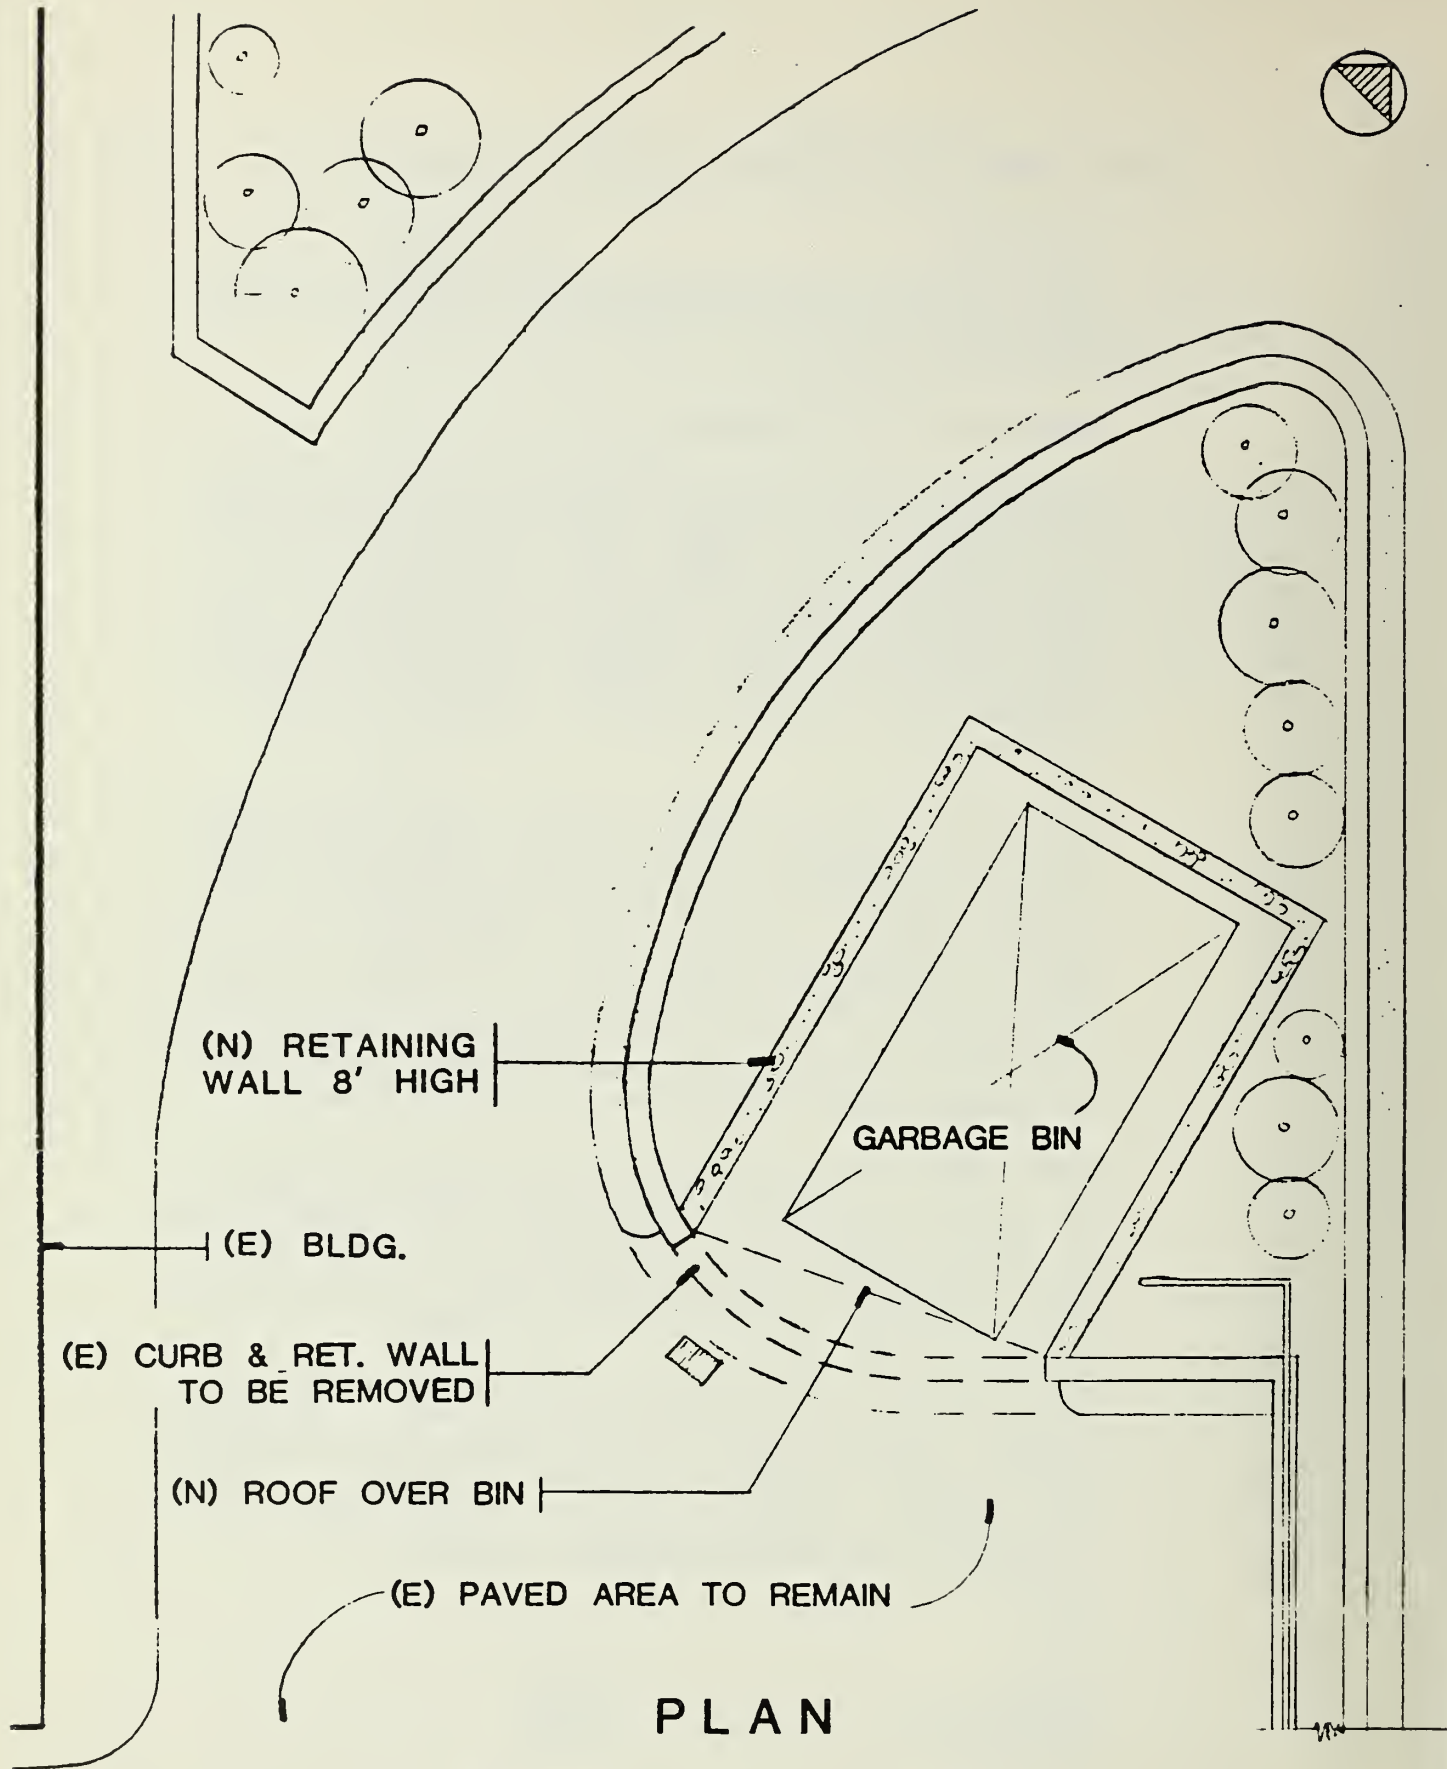 (N) RETAINING
WALL 8' HIGH
GARBAGE BIN
(E) BLDG.
(E) CURB & RET. WALL
TO BE REMOVED
(N) ROOF OVER BIN
(E) PAVED AREA TO REMAIN
PLAN